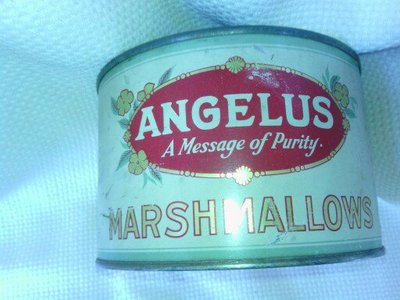 ANGELUS
A Message of Purity.
MARSHMALLOWS